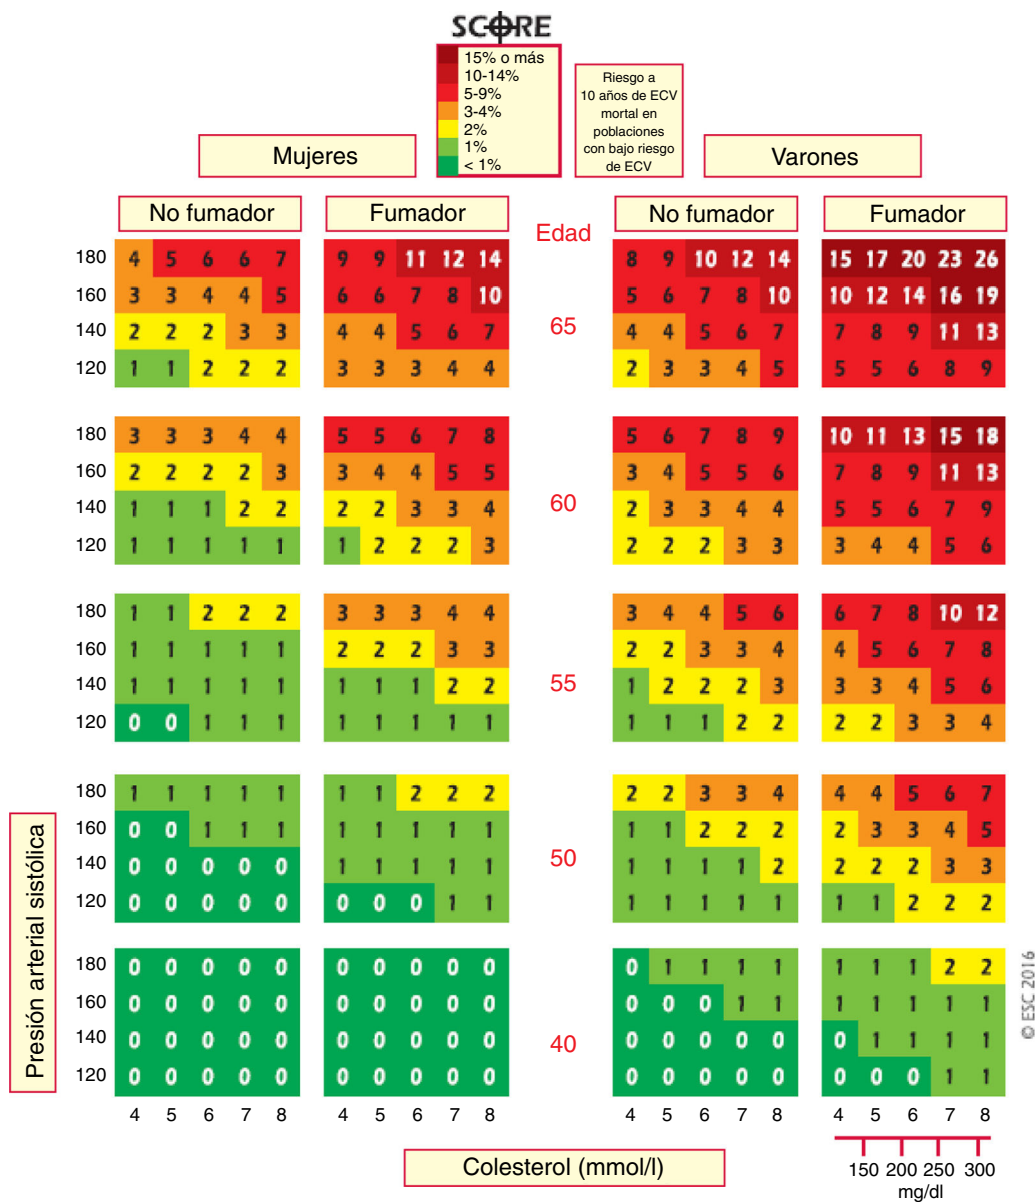 SCORE
15% o más
10-14%
5-9%
3-4%
2%
1%
< 1%
Riesgo a
10 años de ECV
mortal en
poblaciones
con bajo riesgo
de ECV
Mujeres
Varones
No fumador
Fumador
Edad
No fumador
Fumador
180 4 5 6 6 7 9 9 11 12 14 8 9 10 12 14 15 17 20 23 26
160 3 3 4 4 5 6 6 7 8 10 5 6 7 8 10 10 12 14 16 19
65
140 2 2 2 3 3 4 4 5 6 7 4 4 5 6 7 7 8 9 11 13
120 1 1 2 2 2 3 3 3 4 4 2 3 3 4 5 5 5 6 8 9
180 3 3 3 4 4 5 5 6 7 8 5 6 7 8 9 10 11 13 15 18
160 2 2 2 2 3 3 4 4 5 5 3 4 5 5 6 7 8 9 11 13
60
140 1 1 1 2 2 2 2 3 3 4 2 3 3 4 4 5 5 6 7 9
120 1 1 1 1 1 1 2 2 2 3 2 2 2 3 3 3 4 4 5 6
180 1 1 2 2 2 3 3 3 4 4 3 4 4 5 6 6 7 8 10 12
160 1 1 1 1 1 2 2 2 3 3 2 2 3 3 4 4 5 6 7 8
55
140 1 1 1 1 1 1 1 1 2 2 1 2 2 2 3 3 3 4 5 6
120 0 0 1 1 1 1 1 1 1 1 1 1 1 2 2 2 2 3 3 4
180 1 1 1 1 1 1 1 2 2 2 2 2 3 3 4 4 4 5 6 7
160 0 0 1 1 1 1 1 1 1 1 1 1 2 2 2 2 3 3 4 5
50
140 0 0 0 0 0 1 1 1 1 1 1 1 1 1 2 2 2 2 3 3
120 0 0 0 0 0 0 0 0 1 1 1 1 1 1 1 1 1 2 2 2
180 0 0 0 0 0 0 0 0 0 0 0 1 1 1 1 1 1 1 2 2
160 0 0 0 0 0 0 0 0 0 0 0 0 0 1 1 1 1 1 1 1
40
140 0 0 0 0 0 0 0 0 0 0 0 0 0 0 0 0 1 1 1 1
120 0 0 0 0 0 0 0 0 0 0 0 0 0 0 0 0 0 0 1 1
4 5 6 7 8 4 5 6 7 8 4 5 6 7 8 4 5 6 7 8
Presión arterial sistólica
© ESC 2016
Colesterol (mmol/l)
150 200 250 300
mg/dl